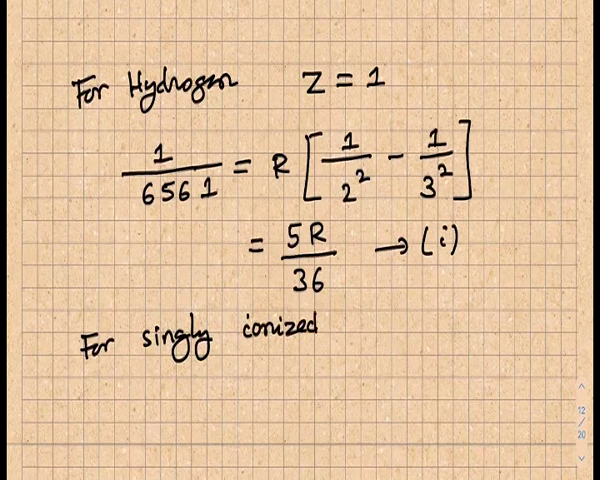 For Hydrogen Z = 1
1/6561 = R [1/2² - 1/3²]
= 5R/36 → (i)
For singly ionized
12
/
20